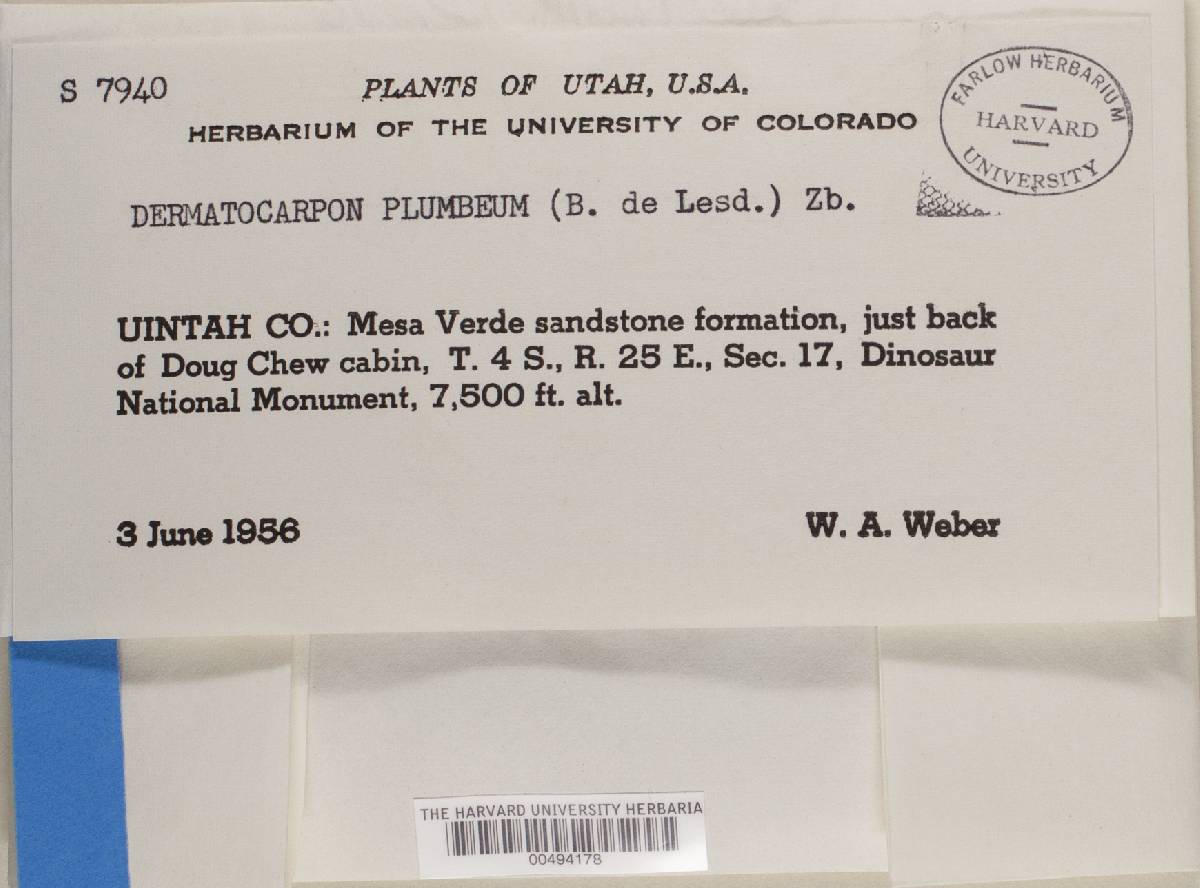 S 7940
PLANTS OF UTAH, U.S.A.
HERBARIUM OF THE UNIVERSITY OF COLORADO
FARLOW HERBARIUM
HARVARD
UNIVERSITY
DERMATOCARPON PLUMBEUM (B. de Lesd.) Zb.
UINTAH CO.: Mesa Verde sandstone formation, just back
of Doug Chew cabin, T. 4 S., R. 25 E., Sec. 17, Dinosaur
National Monument, 7,500 ft. alt.
3 June 1956
W. A. Weber
THE HARVARD UNIVERSITY HERBARIA
00494178